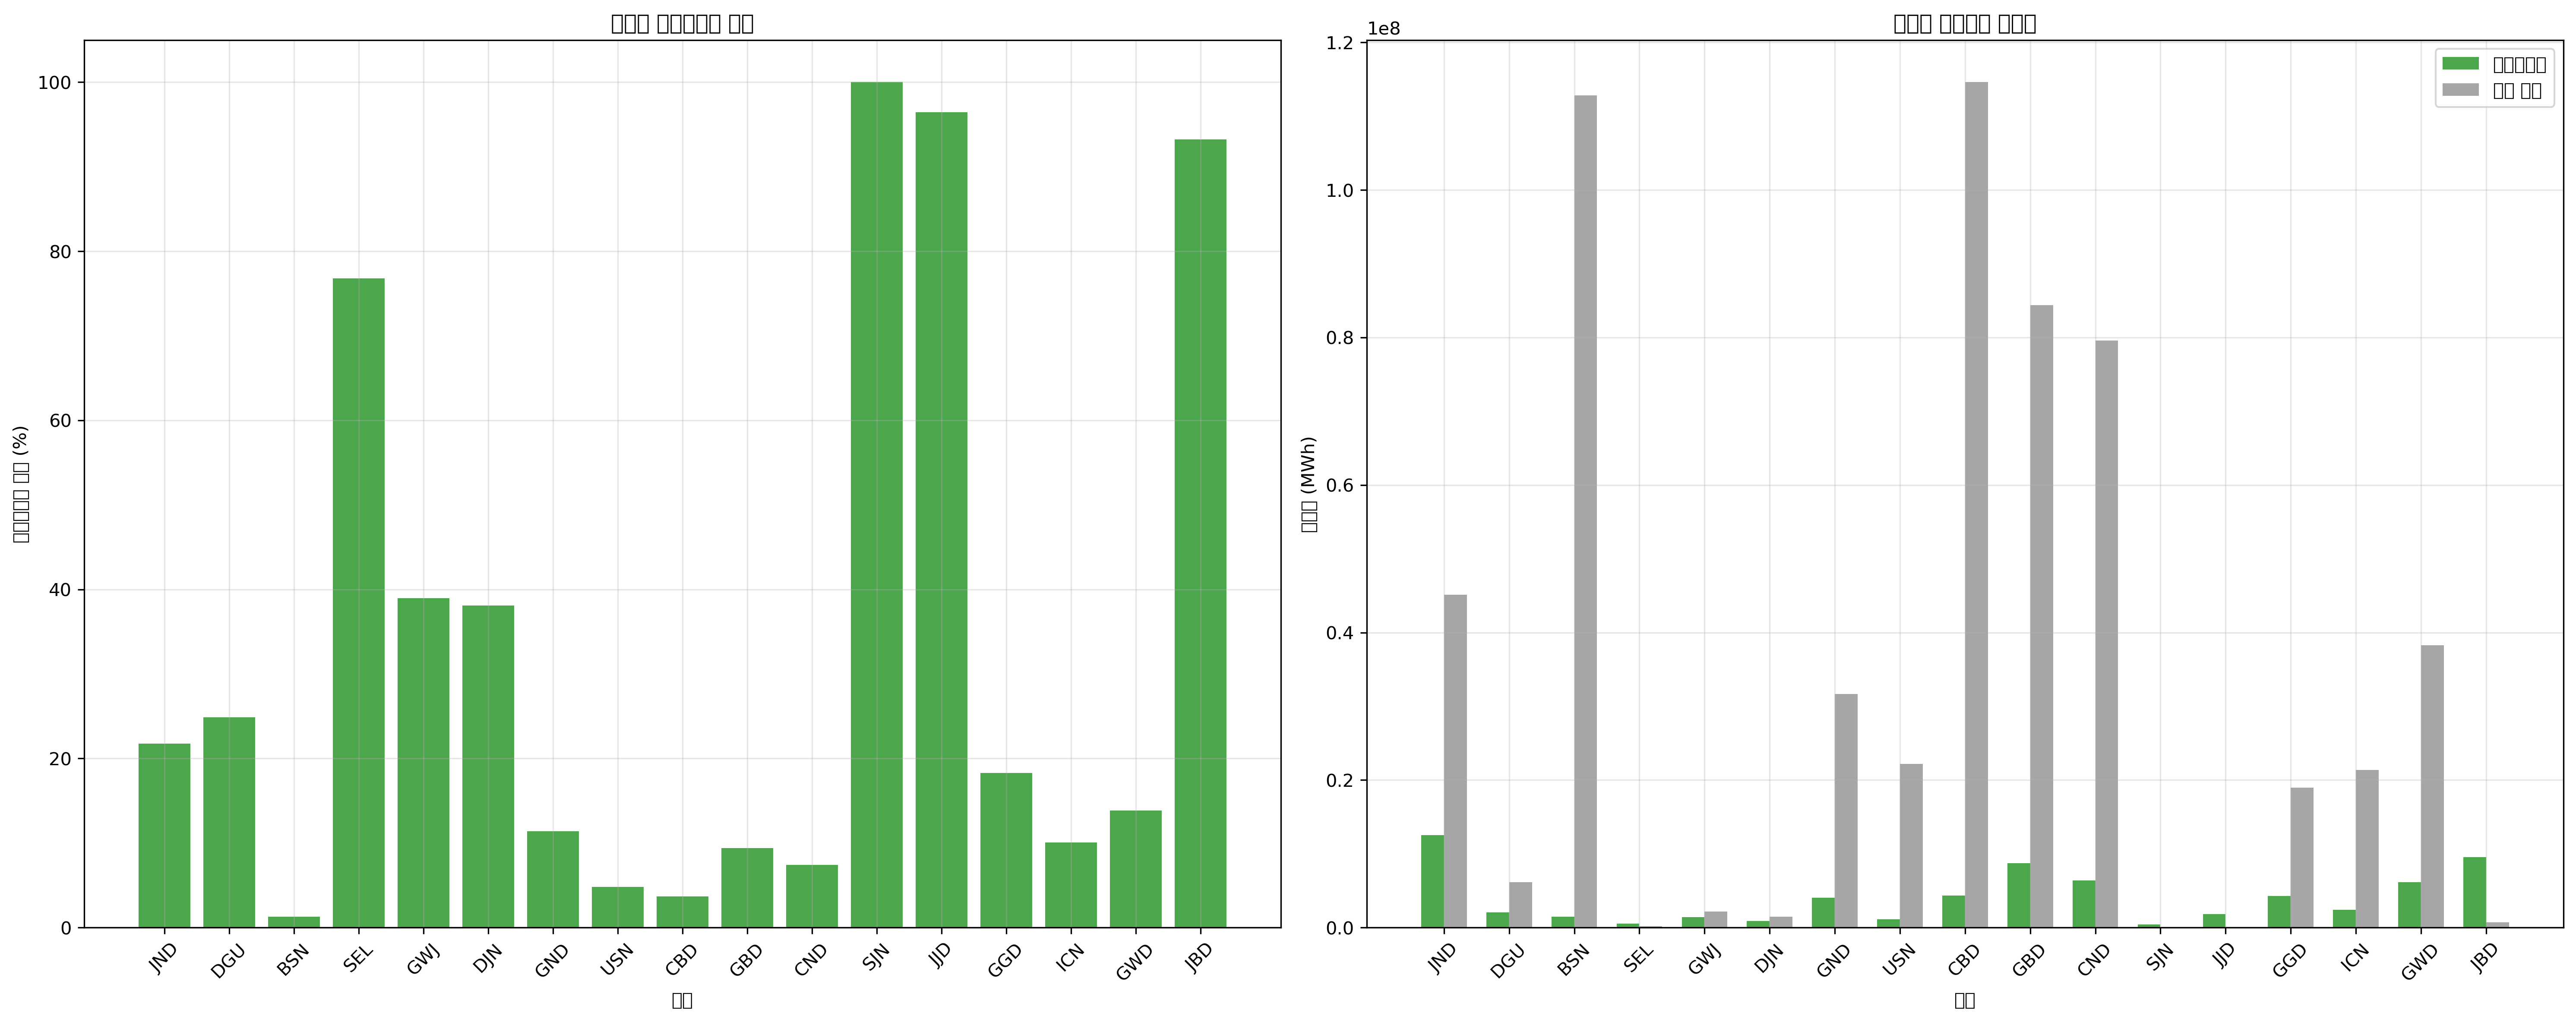 (%)
100
80
60
40
20
0
JND
DGU
BSN
SEL
GWJ
DJN
GND
USN
CBD
GBD
CND
SJN
JJD
GGD
ICN
GWD
JBD
1e8
(MWh)
1.2
1.0
0.8
0.6
0.4
0.2
0.0
JND
DGU
BSN
SEL
GWJ
DJN
GND
USN
CBD
GBD
CND
SJN
JJD
GGD
ICN
GWD
JBD